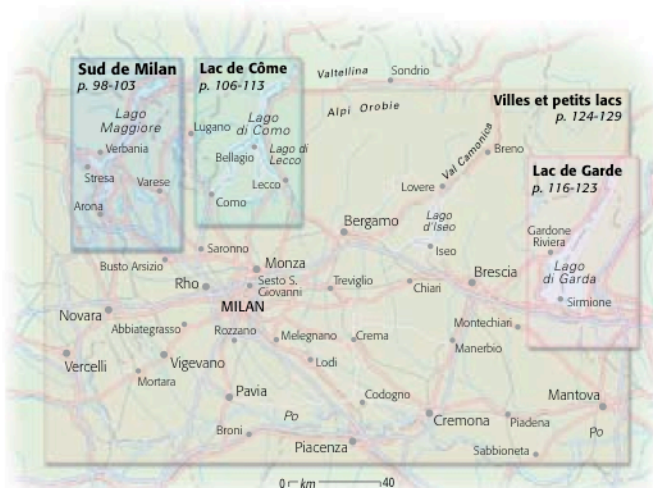 Sud de Milan
p. 98-103
Lac de Côme
p. 106-113
Valtellina
Sondrio
Alpi Orobie
Villes et petits lacs
p. 124-129
Lago
Maggiore
Lugano
Lago
di Como
Verbania
Bellagio
Lago di
Lecco
Val Camonica
Breno
Lac de Garde
p. 116-123
Stresa
Varese
Lecco
Lovere
Arona
Como
Bergamo
Lago
d'Iseo
Gardone
Riviera
Saronno
Iseo
Busto Arsizio
Monza
Lago
di Garda
Rho
Sesto S.
Giovanni
Treviglio
Chiari
Brescia
Sirmione
MILAN
Novara
Abbiategrasso
Rozzano
Melegnano
Crema
Montechiari
Manerbio
Vercelli
Vigevano
Lodi
Mortara
Pavia
Codogno
Mantova
Po
Cremona
Piadena
Po
Broni
Piacenza
Sabbioneta
0 km 40